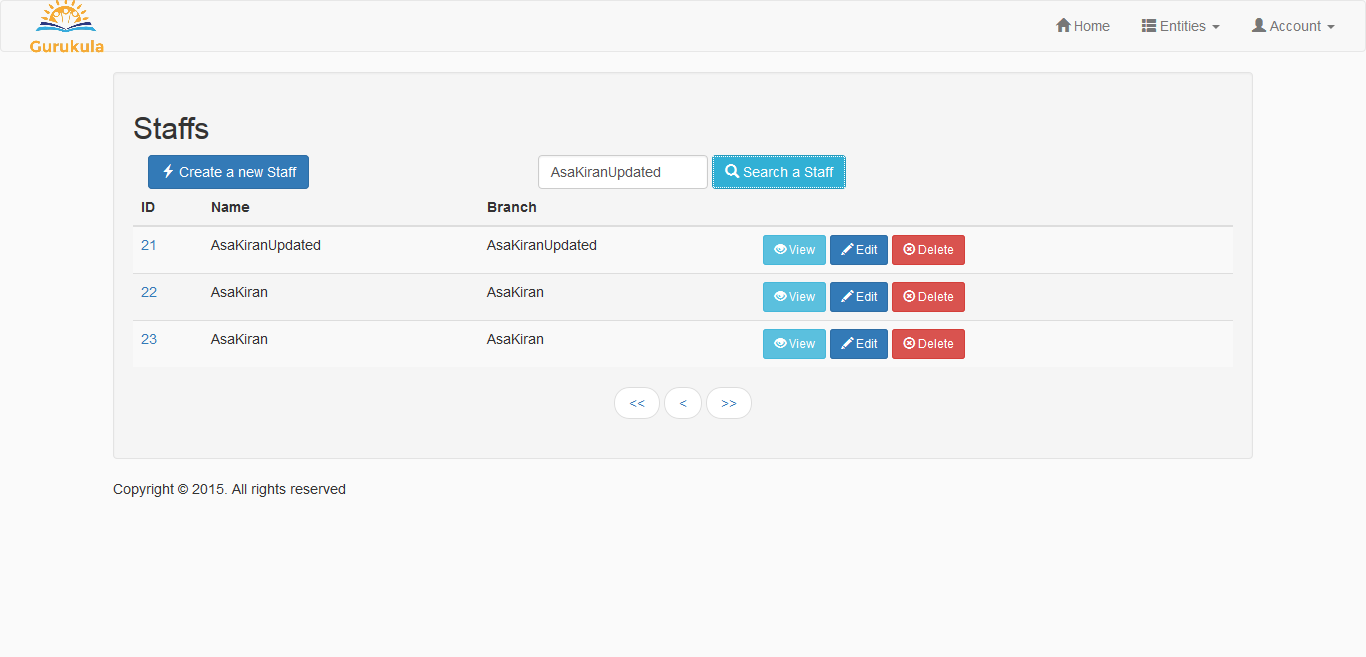 Gurukula
Home Entities Account
Staffs
Create a new Staff AsaKiranUpdated Search a Staff
ID Name Branch
21 AsaKiranUpdated AsaKiranUpdated View Edit Delete
22 AsaKiran AsaKiran View Edit Delete
23 AsaKiran AsaKiran View Edit Delete
<< < >>
Copyright © 2015. All rights reserved